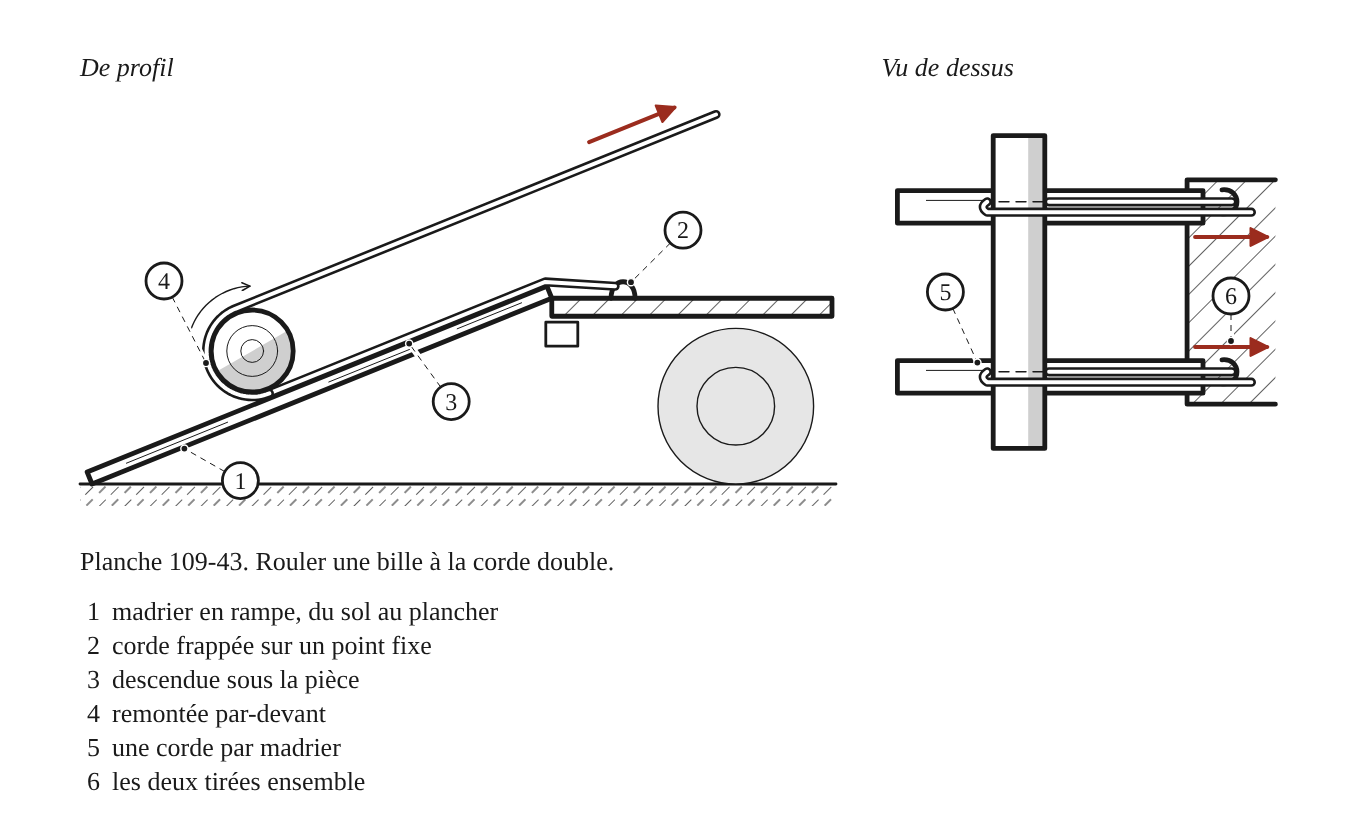 De profil
Vu de dessus
4
2
5
6
3
1
Planche 109-43. Rouler une bille à la corde double.
1 madrier en rampe, du sol au plancher
2 corde frappée sur un point fixe
3 descendue sous la pièce
4 remontée par-devant
5 une corde par madrier
6 les deux tirées ensemble